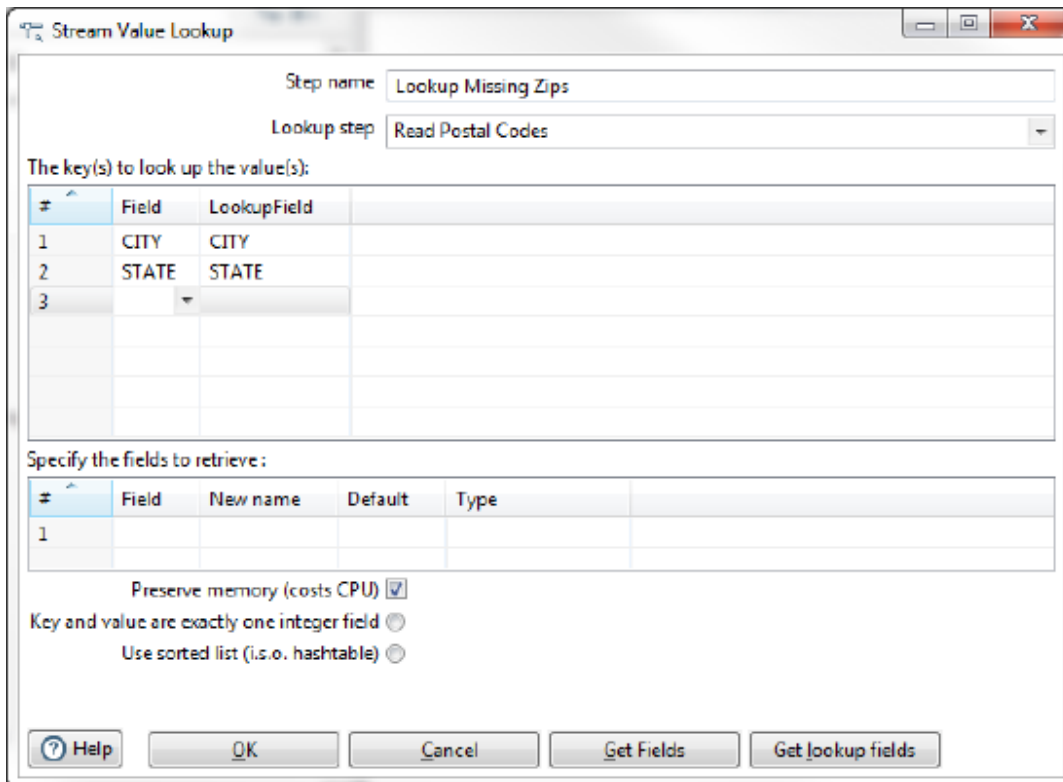 Stream Value Lookup
Step name Lookup Missing Zips
Lookup step Read Postal Codes
The key(s) to look up the value(s):
# Field LookupField
1 CITY CITY
2 STATE STATE
3
Specify the fields to retrieve :
# Field New name Default Type
1
Preserve memory (costs CPU)
Key and value are exactly one integer field
Use sorted list (i.s.o. hashtable)
? Help OK Cancel Get Fields Get lookup fields